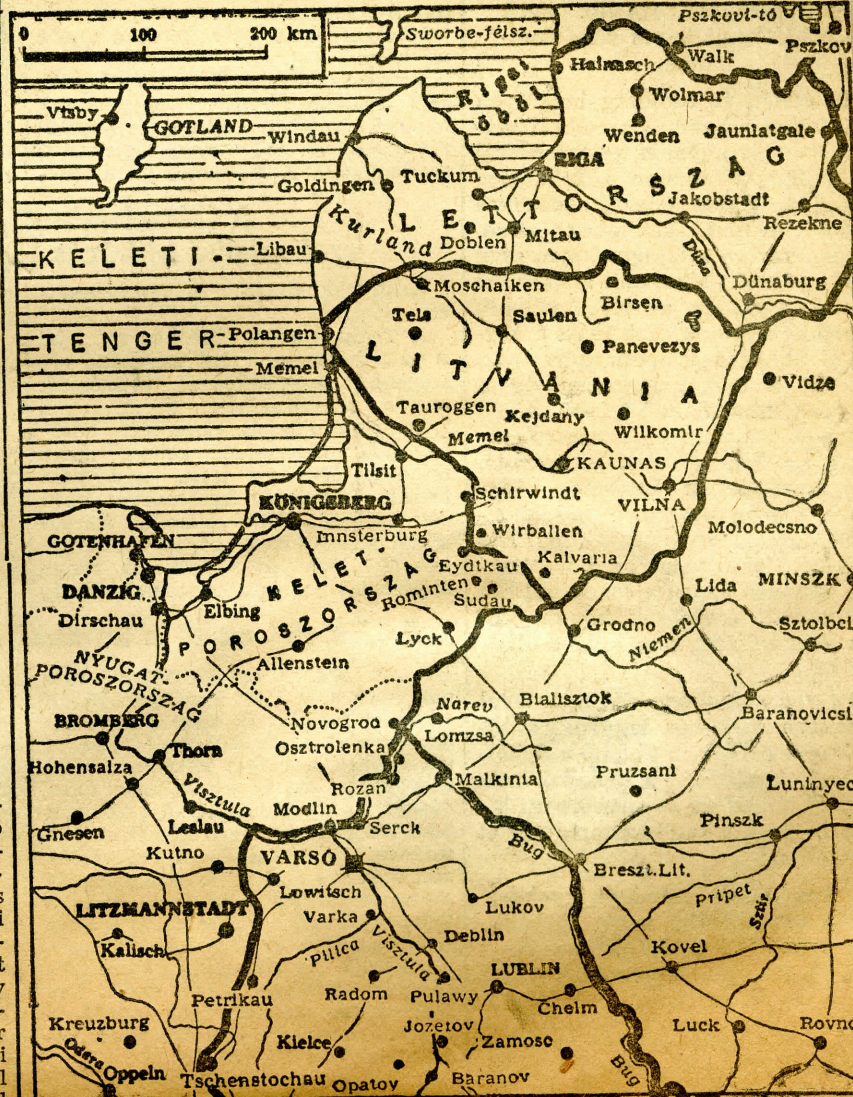 0 100 200 km
Sworbe-félsz.
Pszkovi-tó
Pszkov
Walk
Hainasch
Rigai
öböl
Wolmar
Visby
GOTLAND
Windau
Wenden
Jaunlatgale
RIGA
Goldingen
Tuckum
LETTORSZÁG
Jakobstadt
Rezekne
Kurland
Doblen
Mitau
KELETI-
Libau
Düna
Dünaburg
Moschaiken
Birsen
Tels
Saulen
TENGER
Polangen
Panevezys
LITVÁNIA
Memel
Vidze
Tauroggen
Kejdany
Wilkomir
Memel
Tilsit
KAUNAS
Schirwindt
VILNA
KÖNIGSBERG
Molodecsno
Innsterburg
Wirballen
GOTENHAFEN
KELET-
POROSZORSZÁG
Eydtkau
Kalvaria
DANZIG
Rominten
Lida
MINSZK
Elbing
Sudau
Dirschau
Grodno
Sztolbci
Lyck
Niemen
NYUGAT-
POROSZORSZÁG
Allenstein
Narev
Bialisztok
BROMBERG
Novogrod
Baranovicsi
Lomzsa
Thorn
Osztrolenka
Hohensalza
Malkinia
Pruzsani
Rozan
Luninyec
Visztula
Modlin
Gnesen
Leslau
Serck
Pinszk
Bug
Kutno
VARSÓ
Breszt.Lit.
Lowitsch
Pripet
LITZMANNSTADT
Varka
Lukov
Sztir
Kalisch
Deblin
Pilica
Visztula
Kovel
LUBLIN
Petrikau
Radom
Pulawy
Chelm
Kreuzburg
Jozefov
Luck
Rovno
Kielce
Zamosc
Odera
Oppeln
Tschenstochau
Opatov
Baranov
Bug